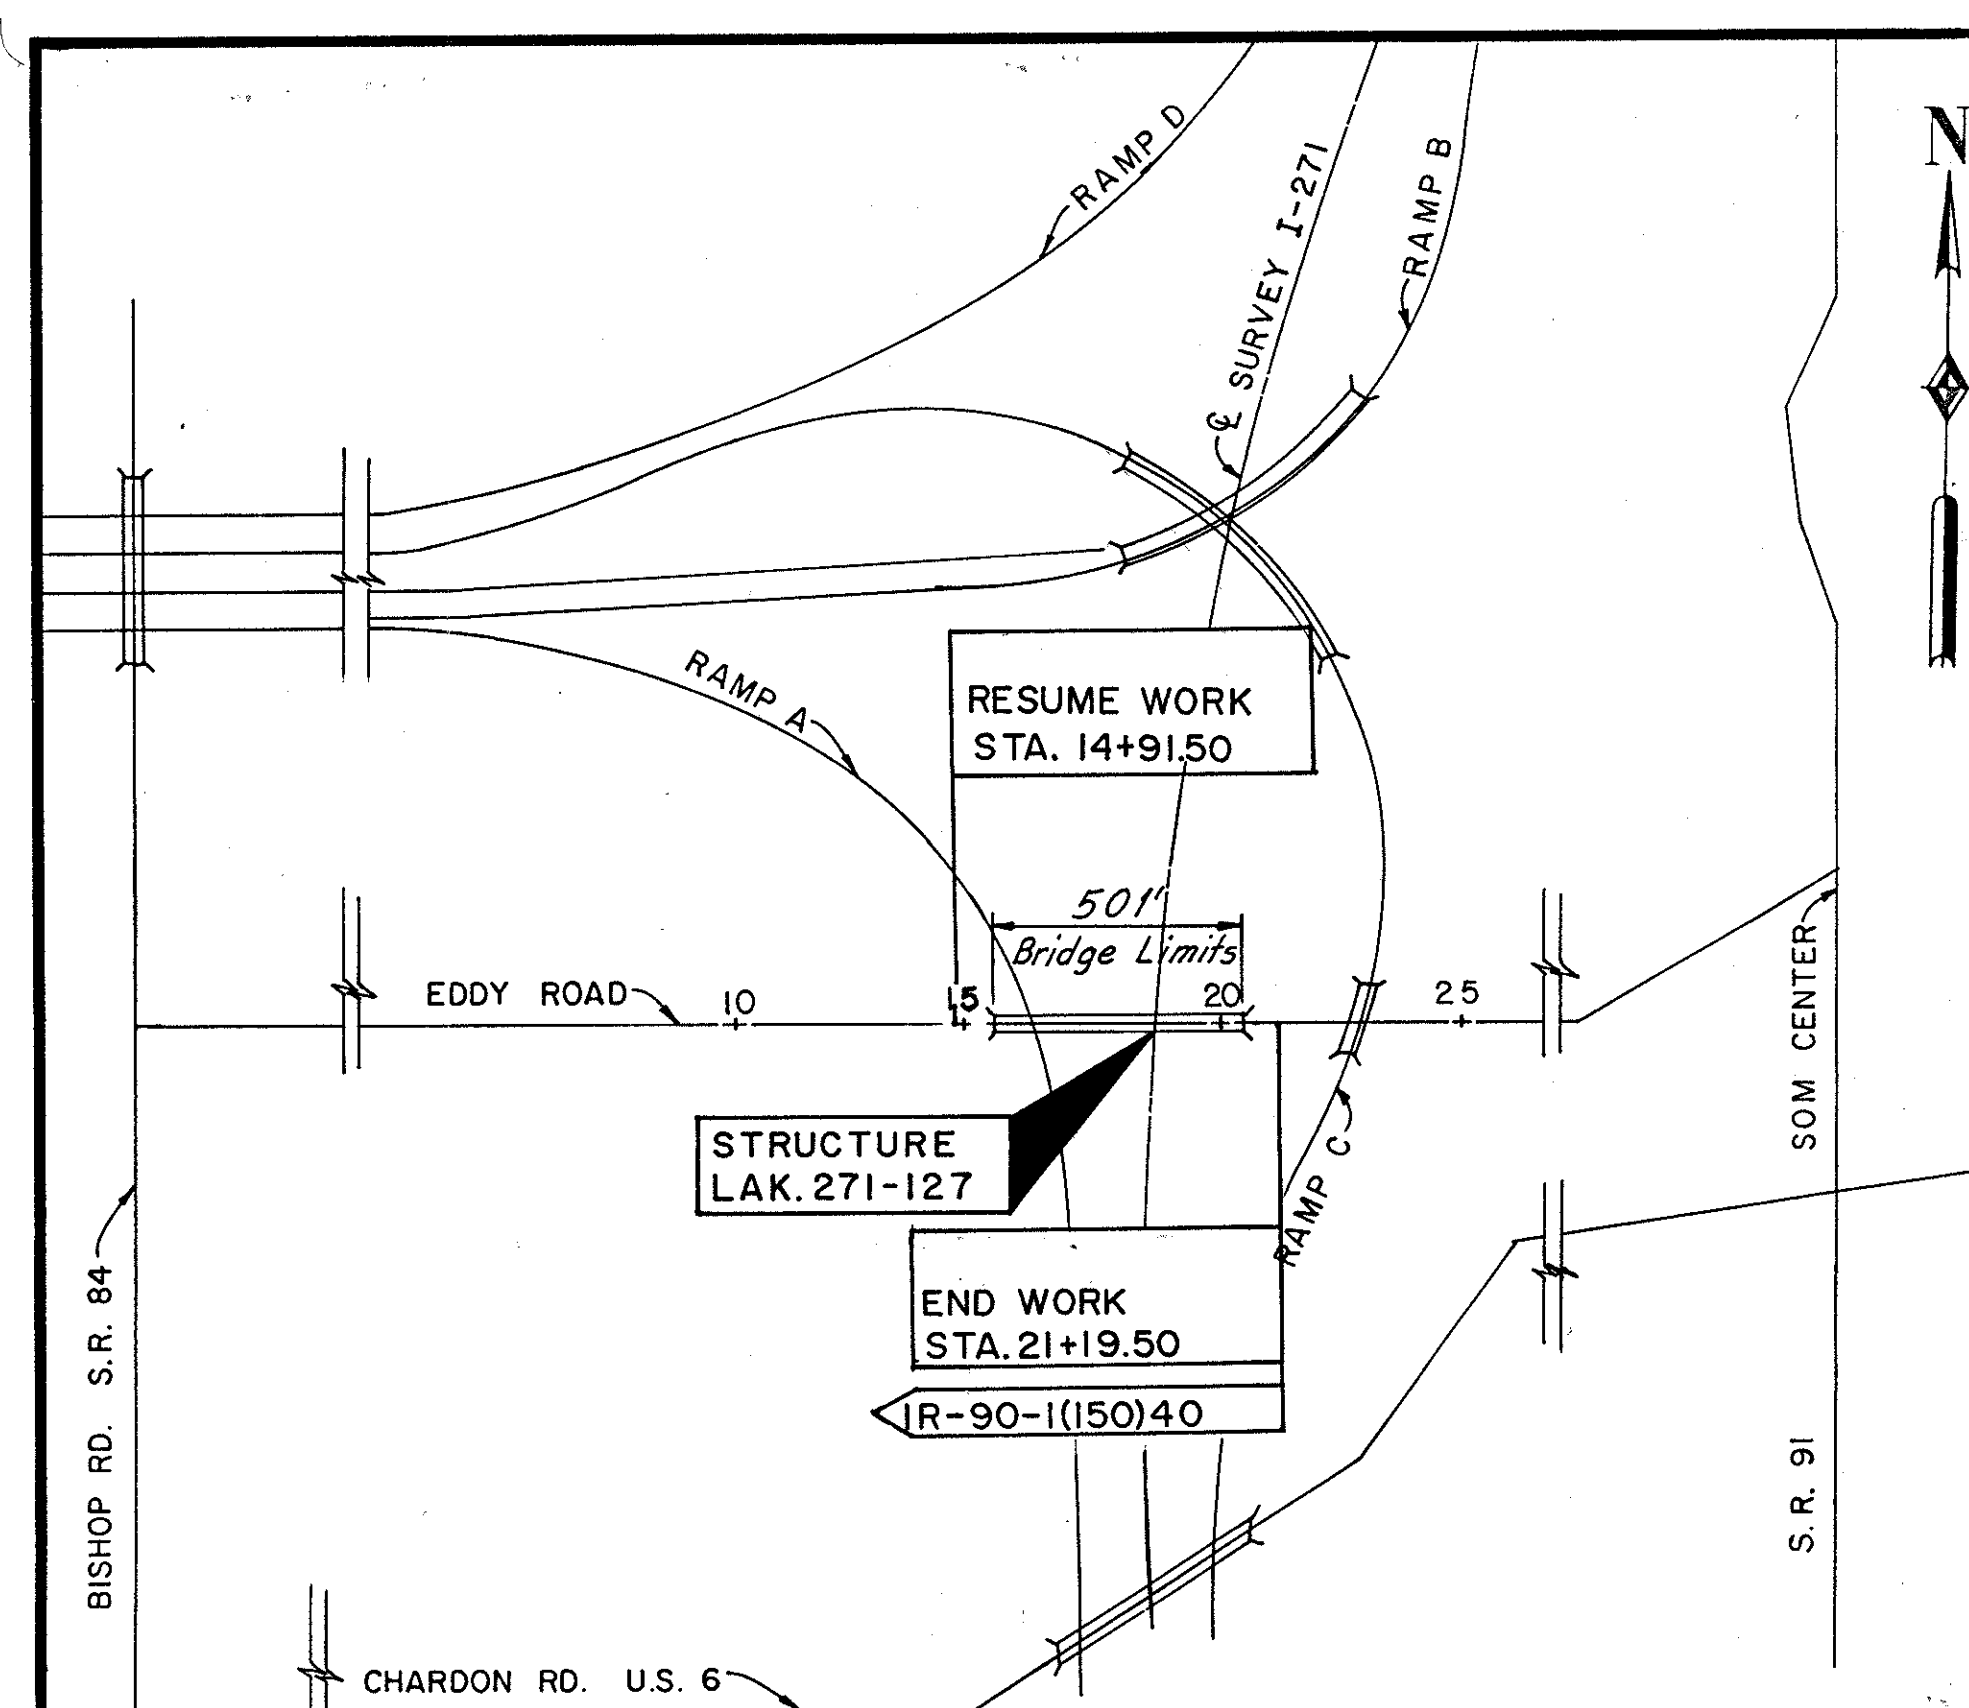 N
RAMP D
℄ SURVEY I-271
RAMP B
RAMP A
RESUME WORK
STA. 14+91.50
501'
Bridge Limits
EDDY ROAD
10
15
20
25
SOM CENTER
S.R. 91
STRUCTURE
LAK. 271-127
RAMP C
END WORK
STA. 21+19.50
IR-90-1(150)40
BISHOP RD. S.R. 84
CHARDON RD. U.S. 6